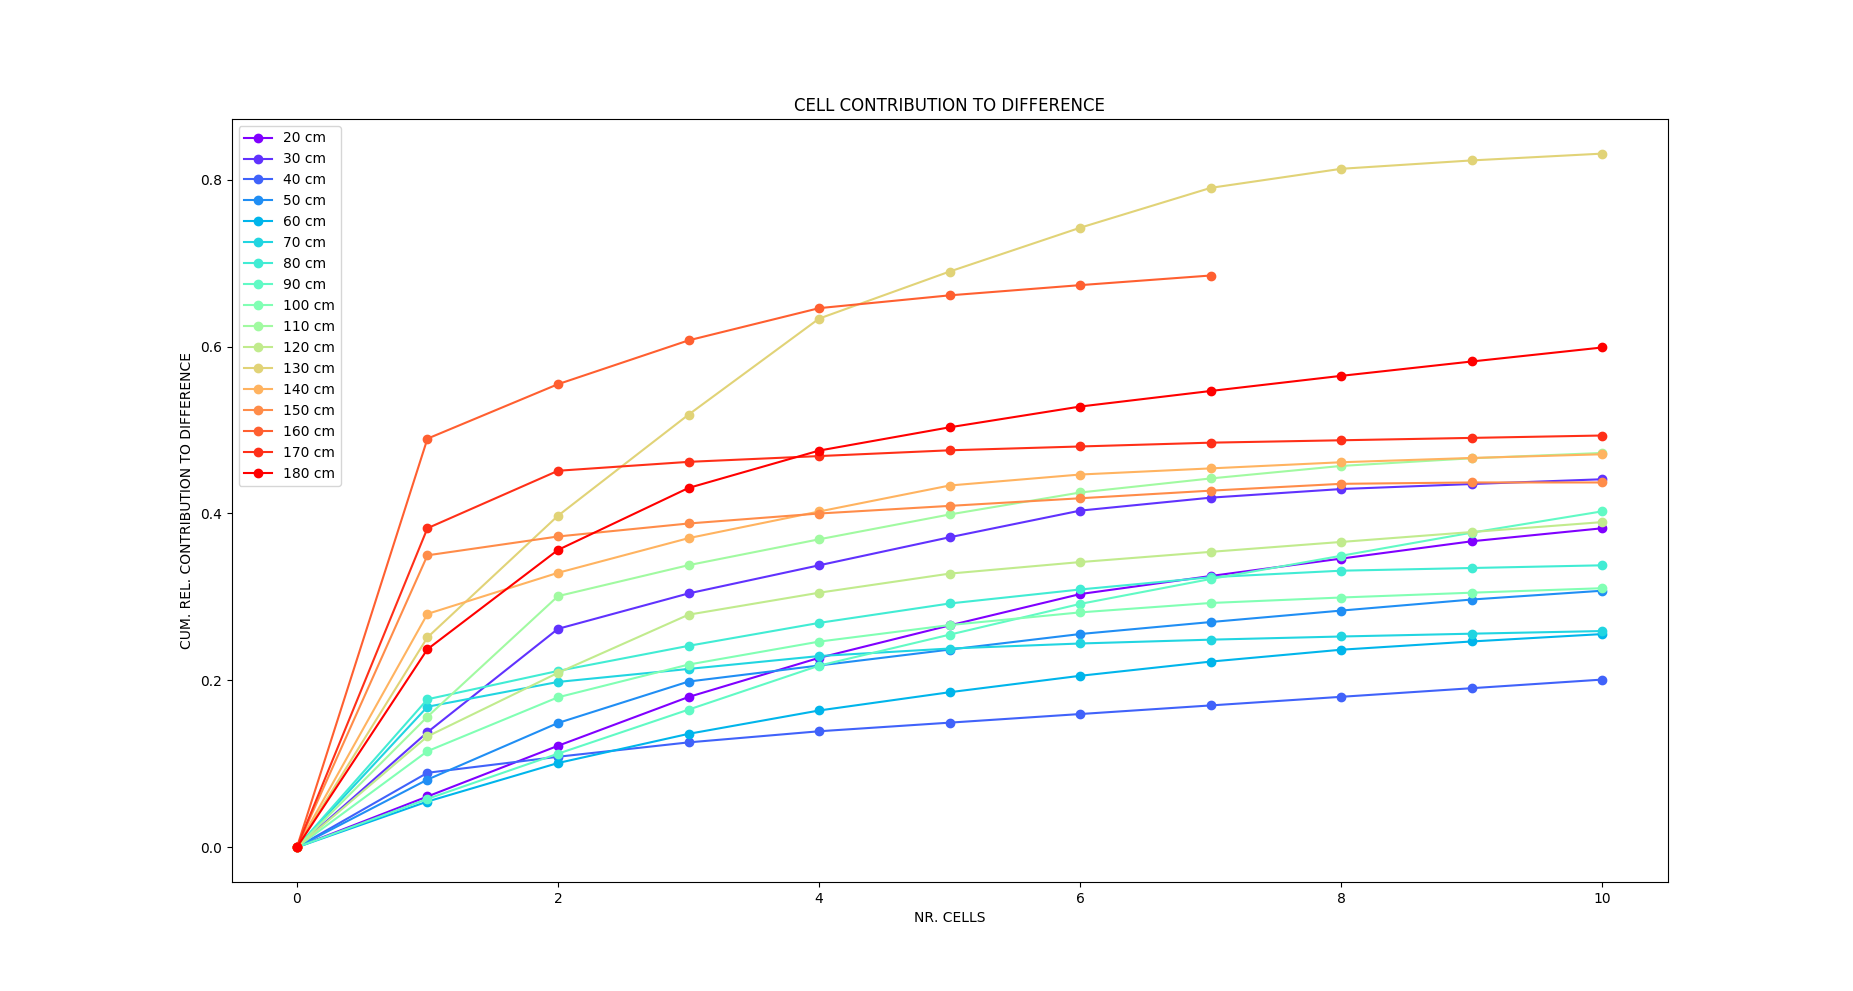 CELL CONTRIBUTION TO DIFFERENCE
20 cm
30 cm
40 cm
50 cm
60 cm
70 cm
80 cm
90 cm
100 cm
110 cm
120 cm
130 cm
140 cm
150 cm
160 cm
170 cm
180 cm
CUM. REL. CONTRIBUTION TO DIFFERENCE
0.8
0.6
0.4
0.2
0.0
0 2 4 6 8 10
NR. CELLS